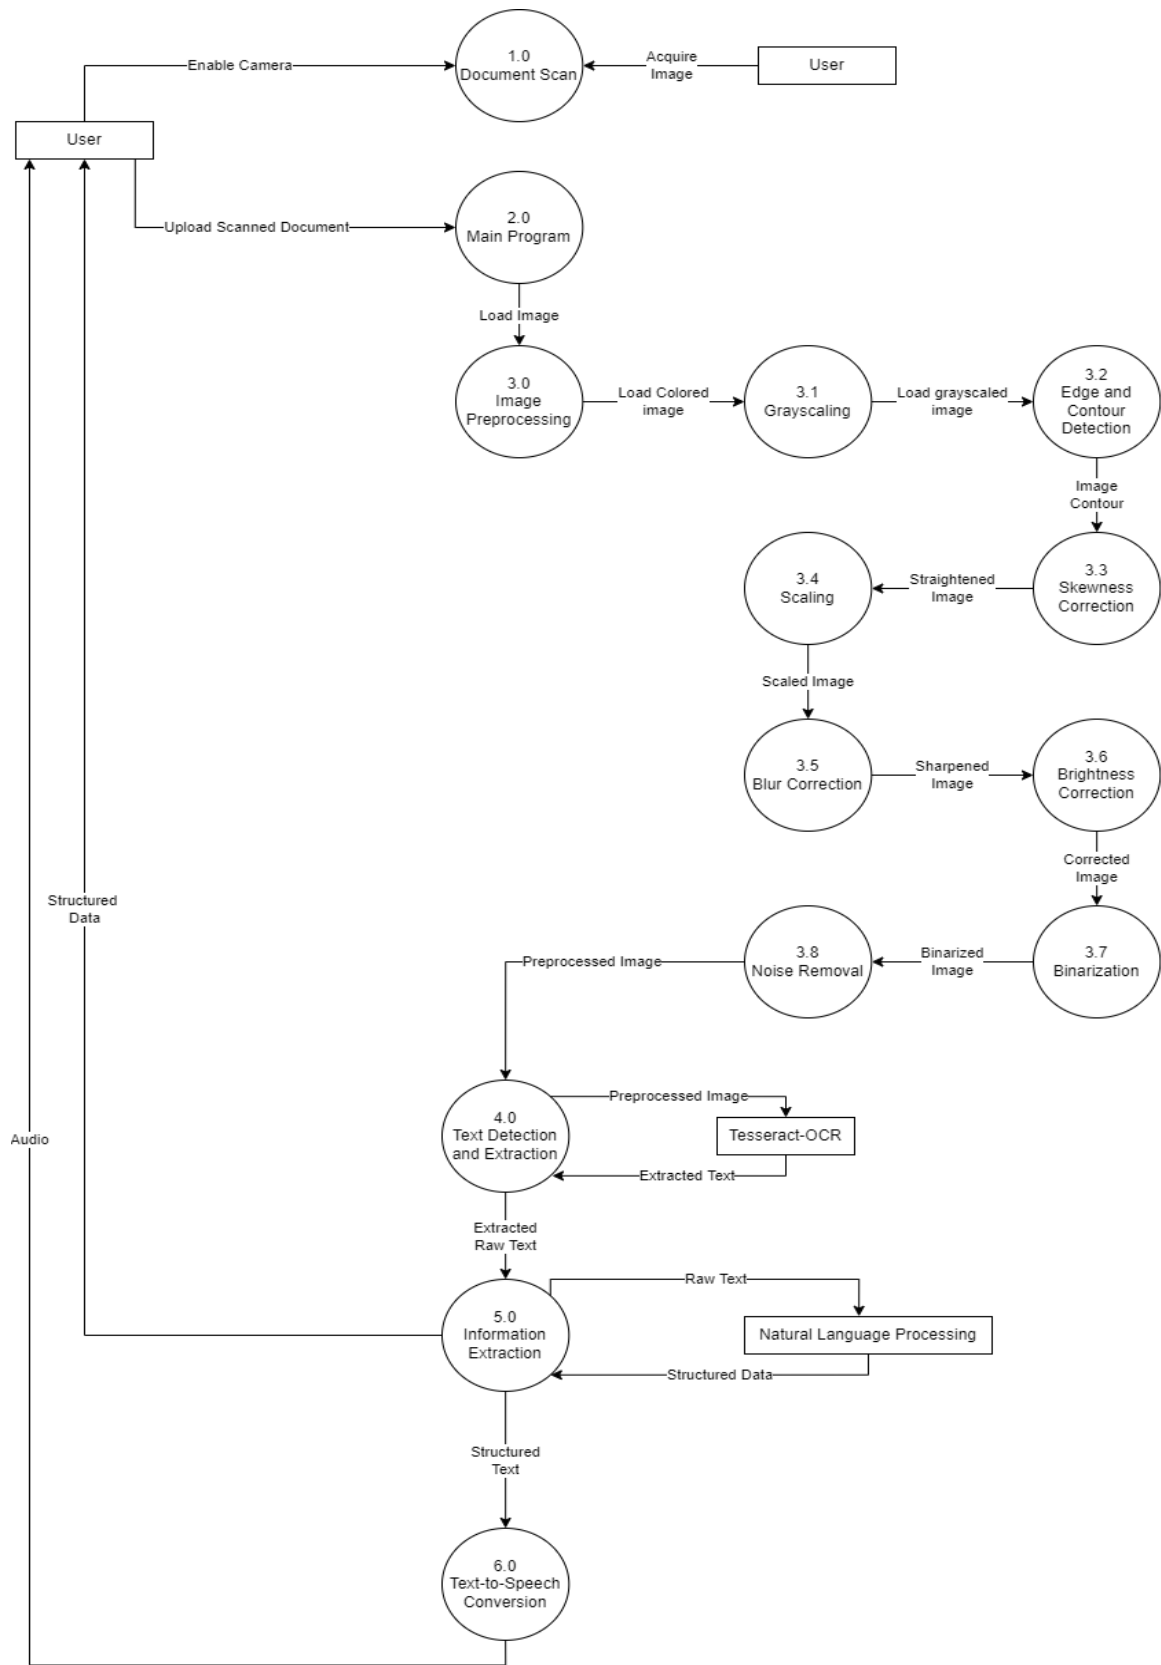 1.0
Document Scan
Enable Camera
Acquire
Image
User
User
2.0
Main Program
Upload Scanned Document
Load Image
3.0
Image
Preprocessing
Load Colored
image
3.1
Grayscaling
Load grayscaled
image
3.2
Edge and
Contour
Detection
Image
Contour
3.3
Skewness
Correction
Straightened
Image
3.4
Scaling
Scaled Image
3.5
Blur Correction
Sharpened
Image
3.6
Brightness
Correction
Corrected
Image
3.7
Binarization
Binarized
Image
3.8
Noise Removal
Preprocessed Image
4.0
Text Detection
and Extraction
Preprocessed Image
Tesseract-OCR
Extracted Text
Extracted
Raw Text
5.0
Information
Extraction
Raw Text
Natural Language Processing
Structured Data
Structured
Data
Structured
Text
6.0
Text-to-Speech
Conversion
Audio